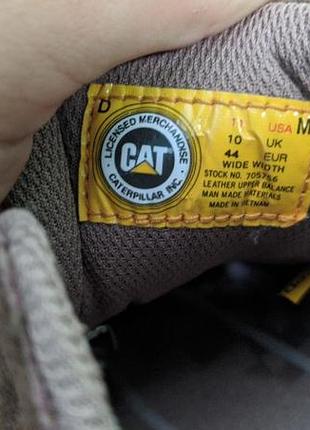 D
LICENSED MERCHANDISE
CAT
CATERPILLAR INC.
11 USA M
10 UK
44 EUR
WIDE WIDTH
STOCK NO. 705756
LEATHER UPPER BALANCE
MAN MADE MATERIALS
MADE IN VIETNAM